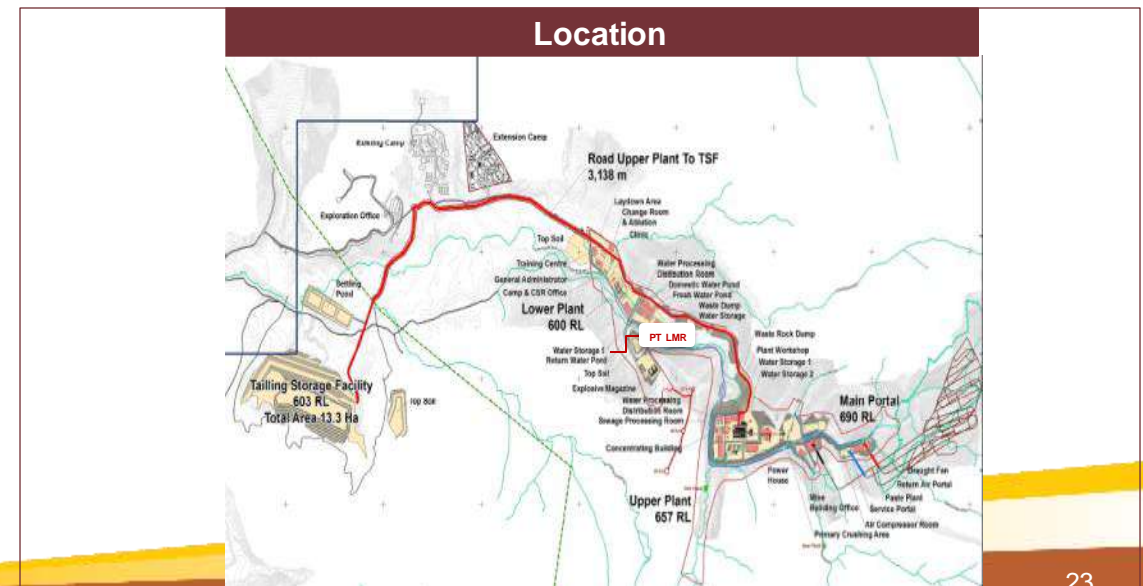 Location
Existing Camp
Extension Camp
Road Upper Plant To TSF
3,138 m
Exploration Office
Laydown Area
Change Room
& Ablution
Clinic
Top Soil
Training Centre
General Administrator
Camp & CSR Office
Water Processing
Distribution Room
Domestic Water Pond
Fresh Water Pond
Waste Dump
Water Storage
Settling
Pond
Lower Plant
600 RL
PT LMR
Waste Rock Dump
Plant Workshop
Water Storage 1
Water Storage 2
Water Storage 1
Return Water Pond
Top Soil
Explosive Magazine
Water Processing
Distribution Room
Sewage Processing Room
Concentrating Building
Tailling Storage Facility
603 RL
Total Area-13.3 Ha
Top Soil
Main Portal
690 RL
Upper Plant
657 RL
Power
House
Mine
Building Office
Draught Fan
Return Air Portal
Paste Plant
Service Portal
Air Compressor Room
Primary Crushing Area
23